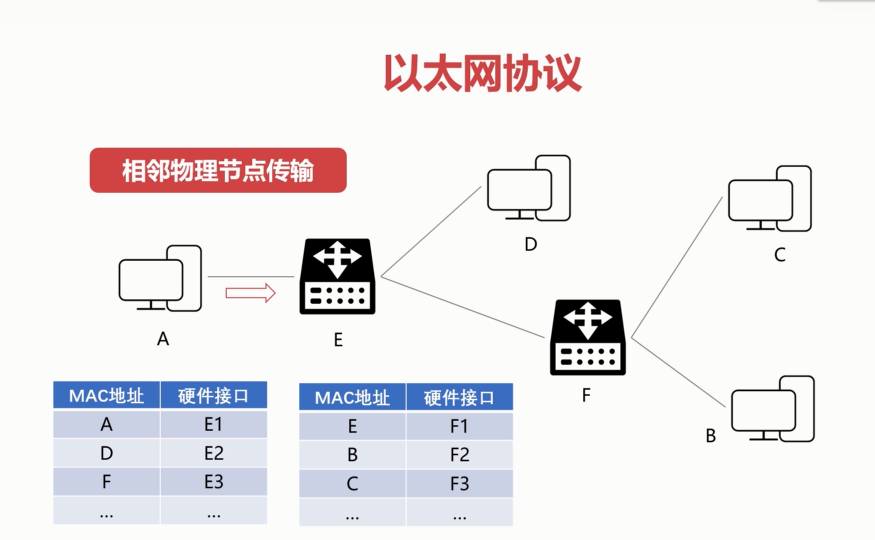 以太网协议
相邻物理节点传输
D
C
A
E
F
B
MAC地址 硬件接口
A E1
D E2
F E3
... ...
MAC地址 硬件接口
E F1
B F2
C F3
... ...